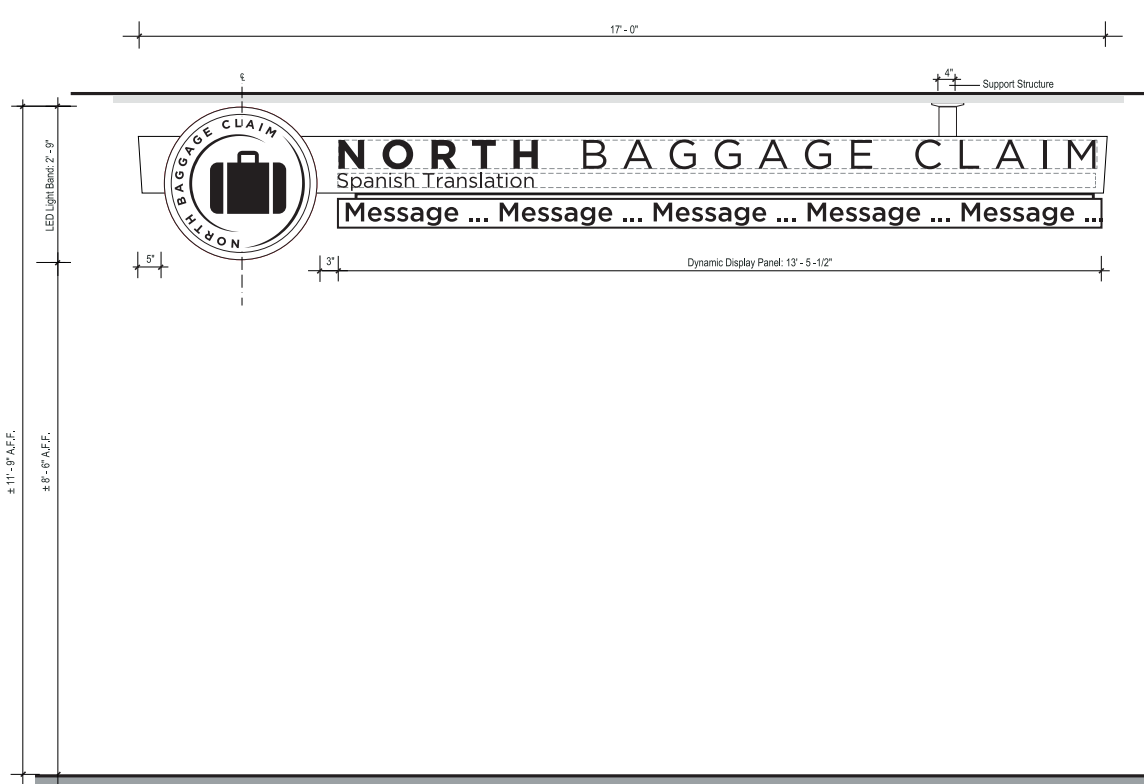 17' - 0"
℄
4"
Support Structure
NORTH BAGGAGE CLAIM
NORTH BAGGAGE CLAIM
Spanish Translation
Message ... Message ... Message ... Message ... Message ...
LED Light Band: 2' - 9"
5"
3"
Dynamic Display Panel: 13' - 5 -1/2"
± 11' - 9" A.F.F.
± 8' - 6" A.F.F.